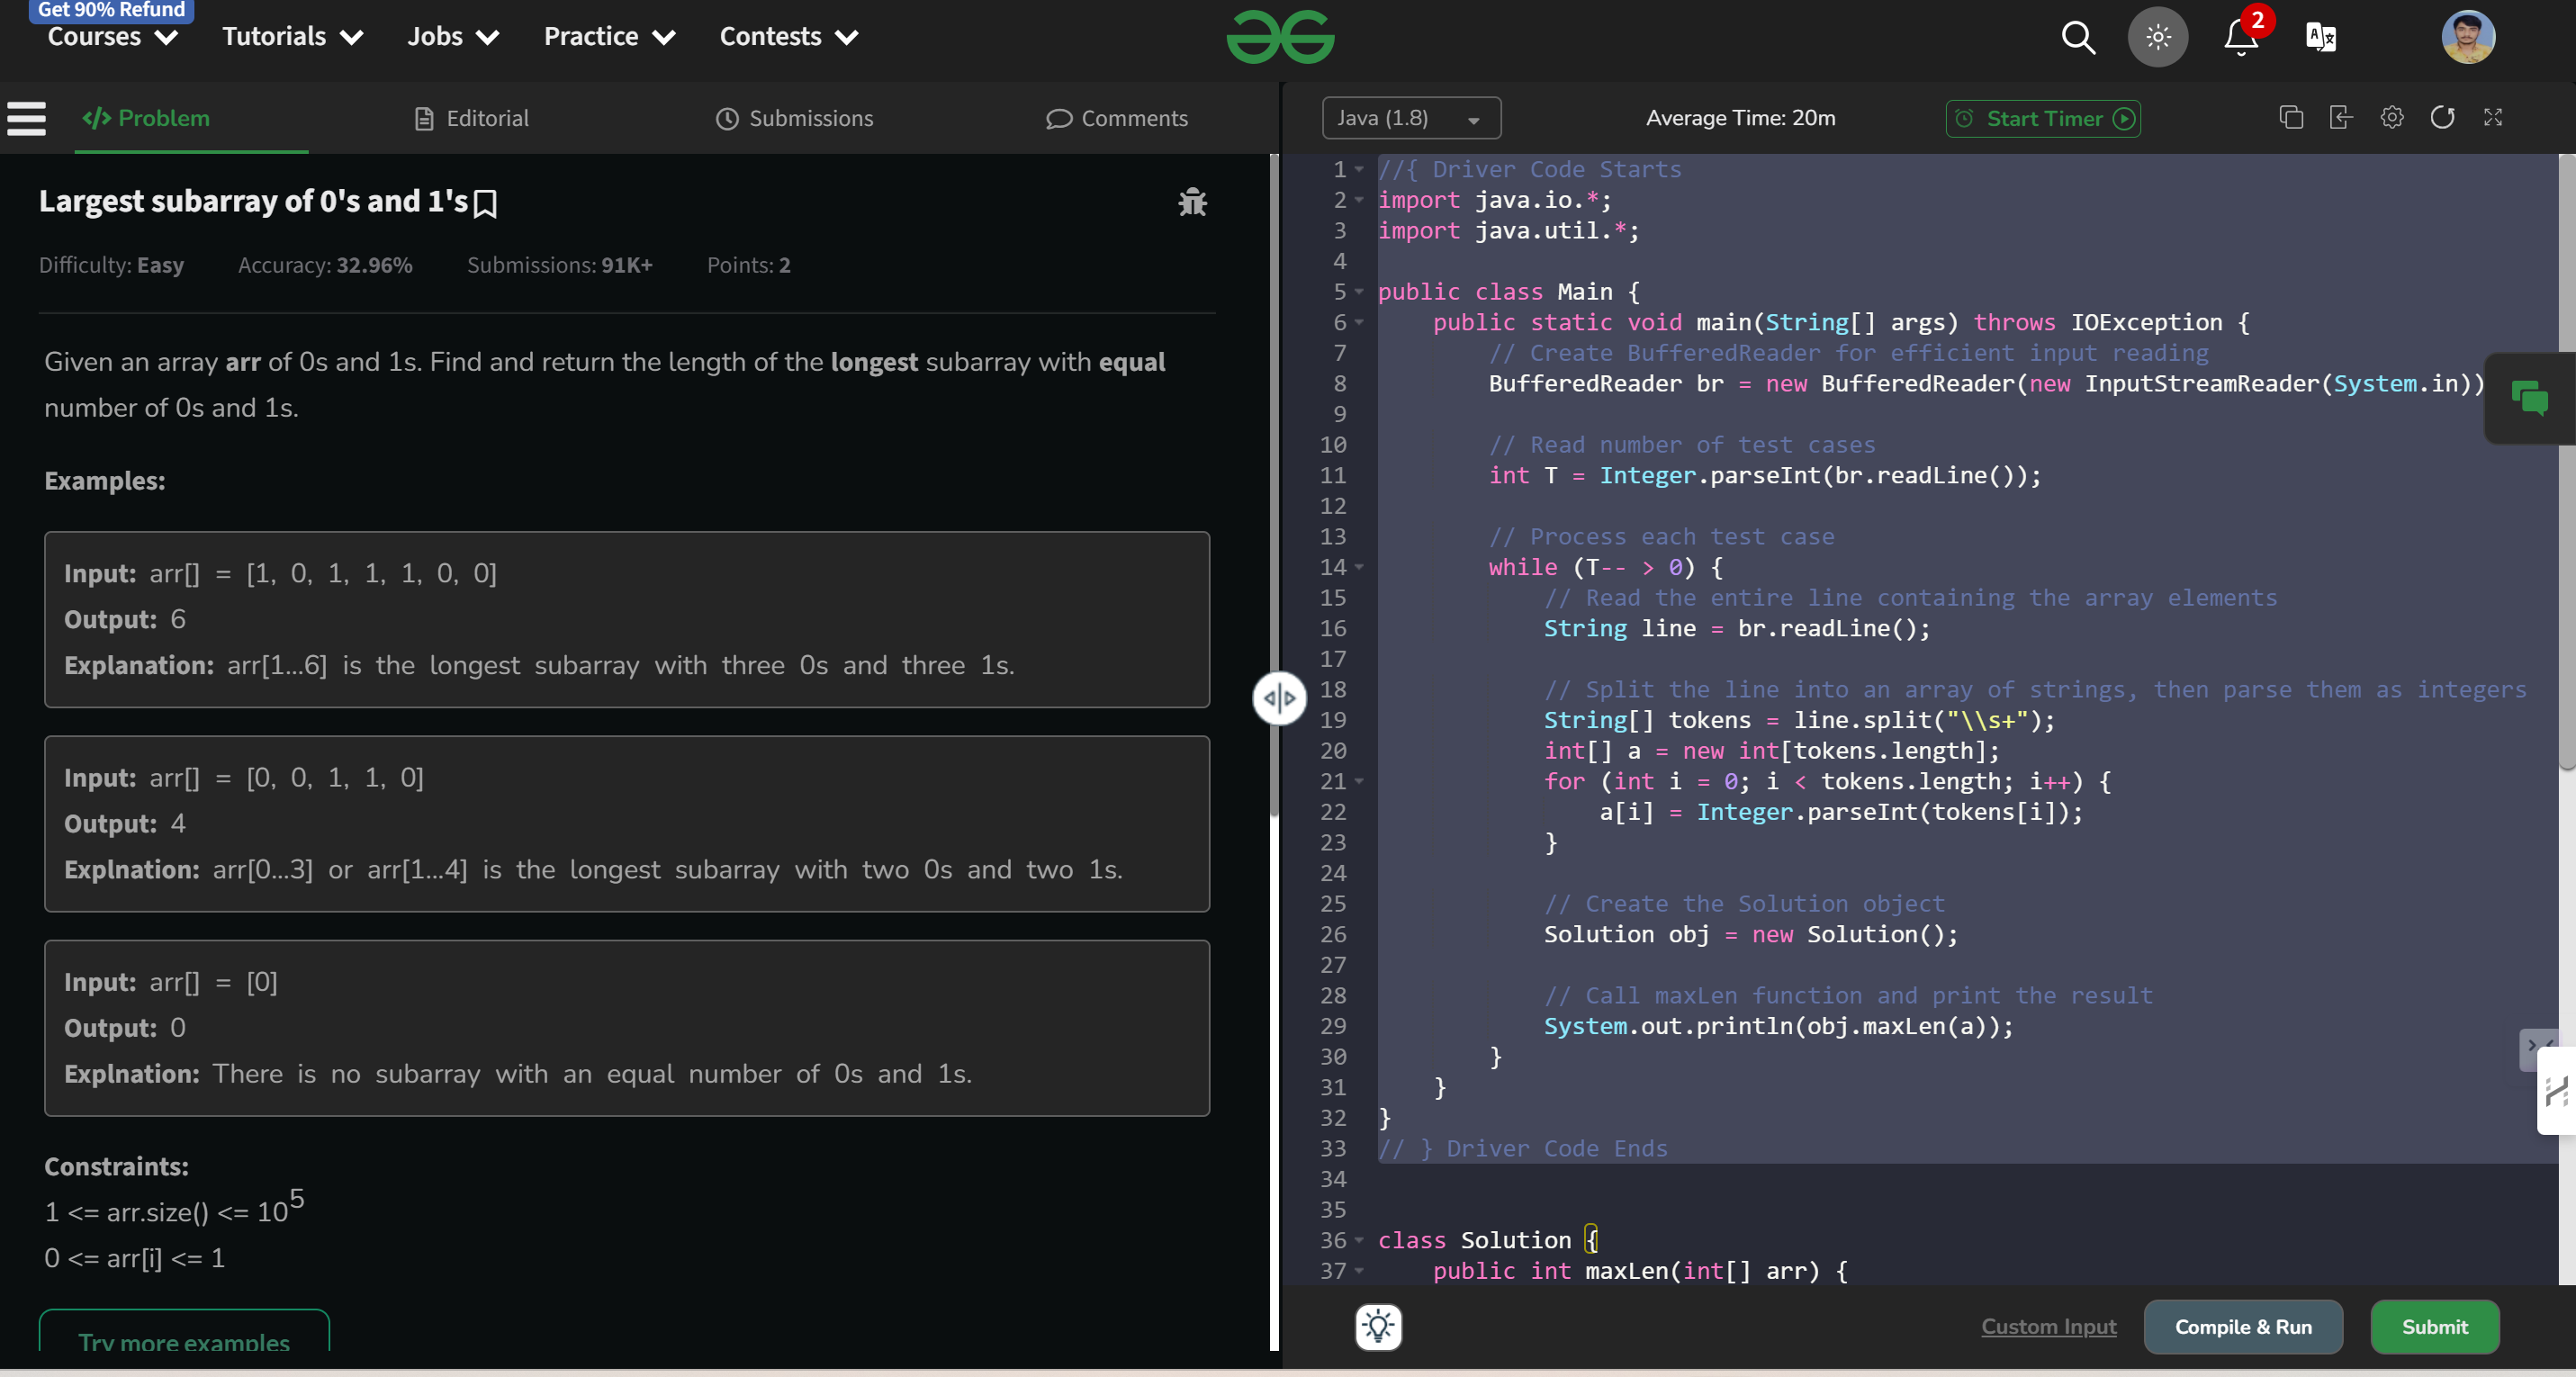 Get 90% Refund
Courses Tutorials Jobs Practice Contests
2
Problem Editorial Submissions Comments
Largest subarray of 0's and 1's
Difficulty: Easy Accuracy: 32.96% Submissions: 91K+ Points: 2
Given an array arr of 0s and 1s. Find and return the length of the longest subarray with equal
number of 0s and 1s.
Examples:
Input: arr[] = [1, 0, 1, 1, 1, 0, 0]
Output: 6
Explanation: arr[1...6] is the longest subarray with three 0s and three 1s.
Input: arr[] = [0, 0, 1, 1, 0]
Output: 4
Explnation: arr[0...3] or arr[1...4] is the longest subarray with two 0s and two 1s.
Input: arr[] = [0]
Output: 0
Explnation: There is no subarray with an equal number of 0s and 1s.
Constraints:
1 <= arr.size() <= 10^5
0 <= arr[i] <= 1
Try more examples
Java (1.8) Average Time: 20m Start Timer
1 //{ Driver Code Starts
2 import java.io.*;
3 import java.util.*;
4
5 public class Main {
6     public static void main(String[] args) throws IOException {
7         // Create BufferedReader for efficient input reading
8         BufferedReader br = new BufferedReader(new InputStreamReader(System.in))
9
10         // Read number of test cases
11         int T = Integer.parseInt(br.readLine());
12
13         // Process each test case
14         while (T-- > 0) {
15             // Read the entire line containing the array elements
16             String line = br.readLine();
17
18             // Split the line into an array of strings, then parse them as integers
19             String[] tokens = line.split("\\s+");
20             int[] a = new int[tokens.length];
21             for (int i = 0; i < tokens.length; i++) {
22                 a[i] = Integer.parseInt(tokens[i]);
23             }
24
25             // Create the Solution object
26             Solution obj = new Solution();
27
28             // Call maxLen function and print the result
29             System.out.println(obj.maxLen(a));
30         }
31     }
32 }
33 // } Driver Code Ends
34
35
36 class Solution {
37     public int maxLen(int[] arr) {
Custom Input Compile & Run Submit